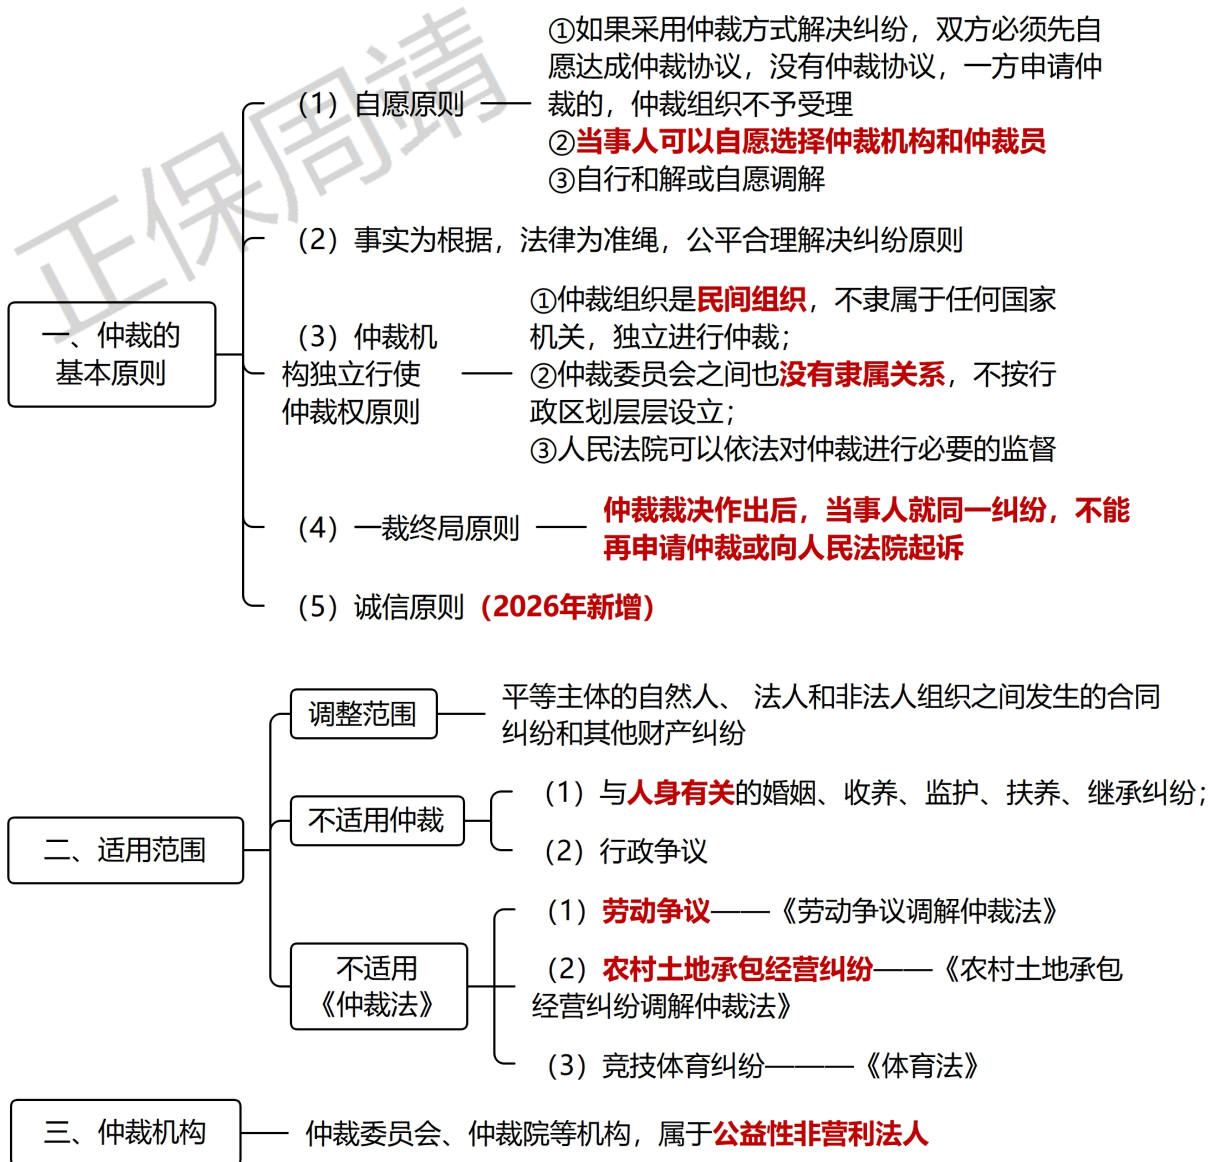 正保周靖
一、仲裁的
基本原则
（1）自愿原则
①如果采用仲裁方式解决纠纷，双方必须先自
愿达成仲裁协议，没有仲裁协议，一方申请仲
裁的，仲裁组织不予受理
②当事人可以自愿选择仲裁机构和仲裁员
③自行和解或自愿调解
（2）事实为根据，法律为准绳，公平合理解决纠纷原则
（3）仲裁机
构独立行使
仲裁权原则
①仲裁组织是民间组织，不隶属于任何国家
机关，独立进行仲裁；
②仲裁委员会之间也没有隶属关系，不按行
政区划层层设立；
③人民法院可以依法对仲裁进行必要的监督
（4）一裁终局原则
仲裁裁决作出后，当事人就同一纠纷，不能
再申请仲裁或向人民法院起诉
（5）诚信原则（2026年新增）
二、适用范围
调整范围
平等主体的自然人、 法人和非法人组织之间发生的合同
纠纷和其他财产纠纷
不适用仲裁
（1）与人身有关的婚姻、收养、监护、扶养、继承纠纷；
（2）行政争议
不适用
《仲裁法》
（1）劳动争议——《劳动争议调解仲裁法》
（2）农村土地承包经营纠纷——《农村土地承包
经营纠纷调解仲裁法》
（3）竞技体育纠纷———《体育法》
三、仲裁机构
仲裁委员会、仲裁院等机构，属于公益性非营利法人